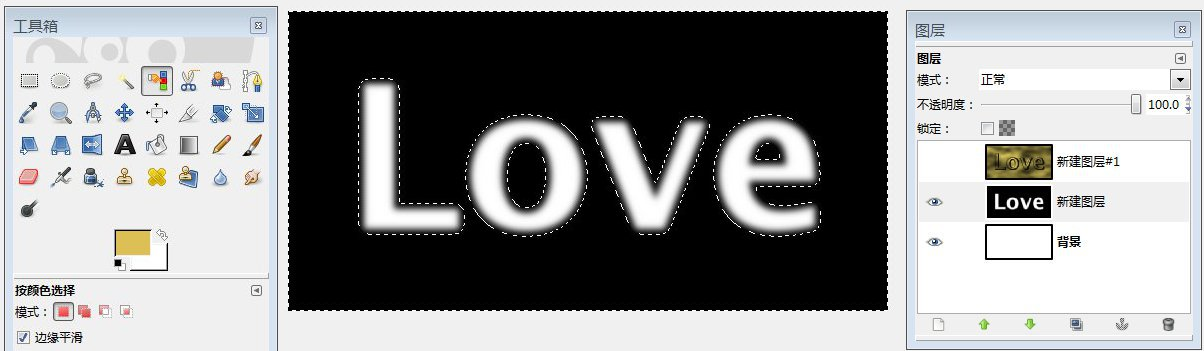 工具箱
按颜色选择
模式：
边缘平滑
Love
图层
图层
模式： 正常
不透明度： 100.0
锁定：
Love 新建图层#1
Love 新建图层
背景